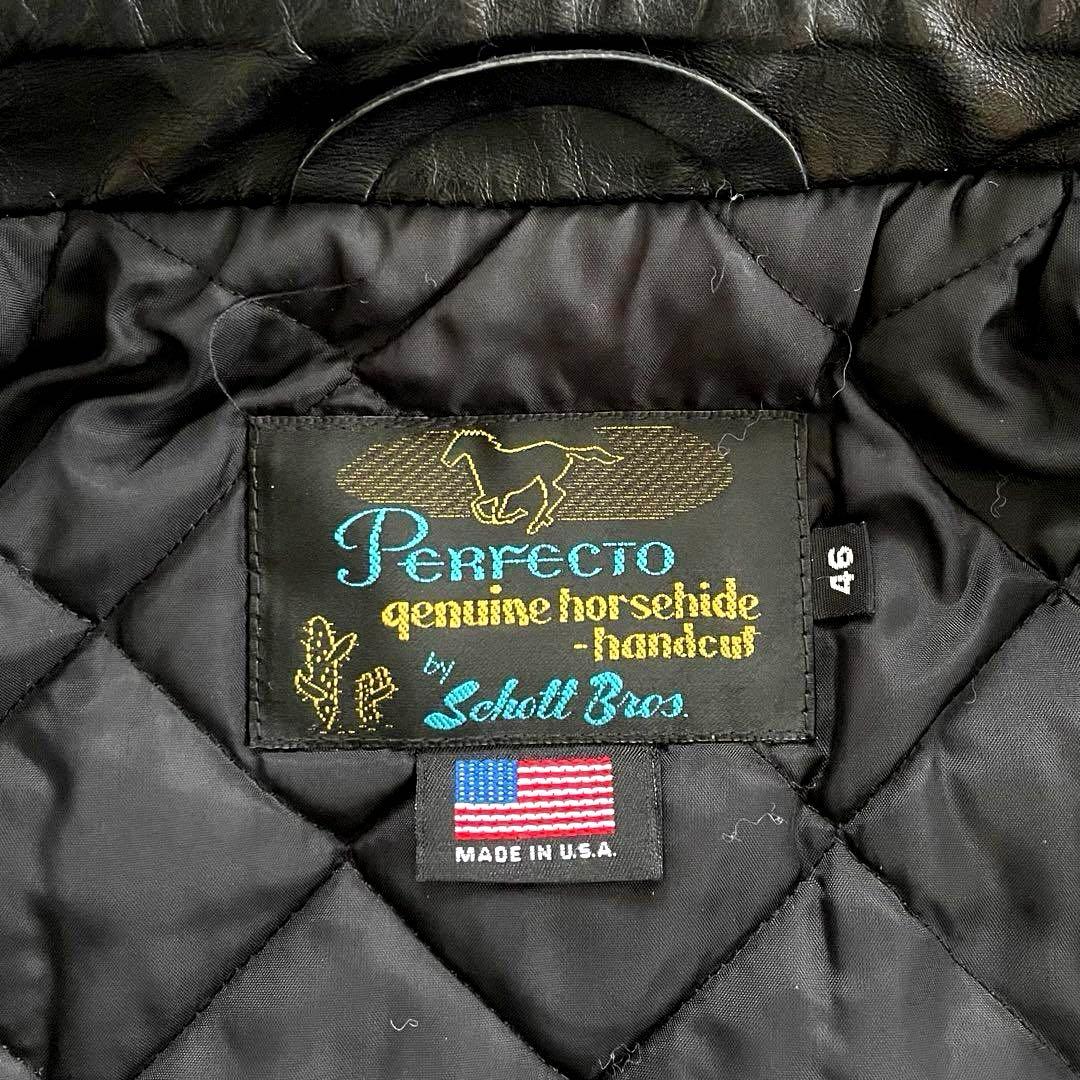 PERFECTO
genuine horsehide
-handcut
by
Schott Bros.
46
MADE IN U.S.A.